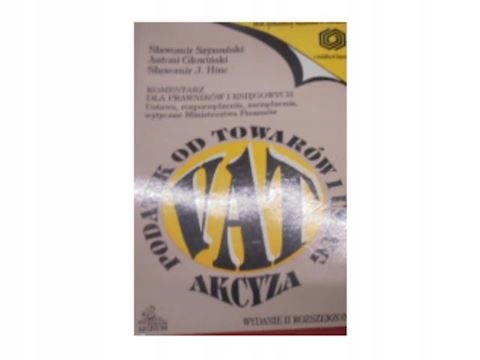 Sławomir Szymański
Antoni Głowiński
Sławomir J. Hinc
KOMENTARZ
DLA PRAWNIKÓW I KSIĘGOWYCH
Ustawa, rozporządzenia, zarządzenia,
wytyczne Ministerstwa Finansów
PODATEK OD TOWARÓW I USŁUG
VAT
AKCYZA
WYDANIE II ROZSZERZONE